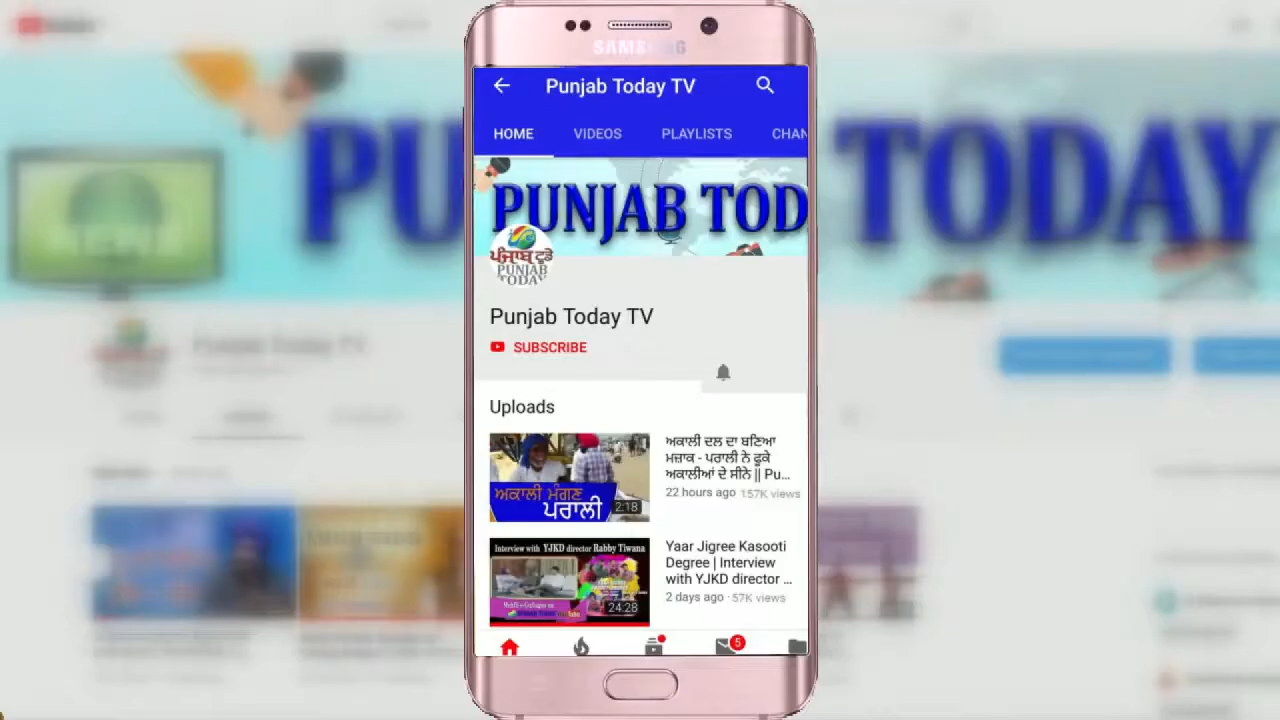 SAMSUNG
Punjab Today TV
HOME VIDEOS PLAYLISTS CHAN
PU
PUNJAB TOD
TODAY
ਪੰਜਾਬ ਟੂਡੇ
PUNJAB
TODAY
Punjab Today TV
SUBSCRIBE
Uploads
ਅਕਾਲੀ ਮੰਗਣ
ਪਰਾਲੀ
2:18
ਅਕਾਲੀ ਦਲ ਦਾ ਬਣਿਆ
ਮਜ਼ਾਕ - ਪਰਾਲੀ ਨੇ ਫੂਕੇ
ਅਕਾਲੀਆਂ ਦੇ ਸੀਨੇ || Pu...
22 hours ago 157K views
Interview with YJKD director Rabby Tiwana
24:28
Yaar Jigree Kasooti
Degree | Interview
with YJKD director ...
2 days ago · 57K views
5